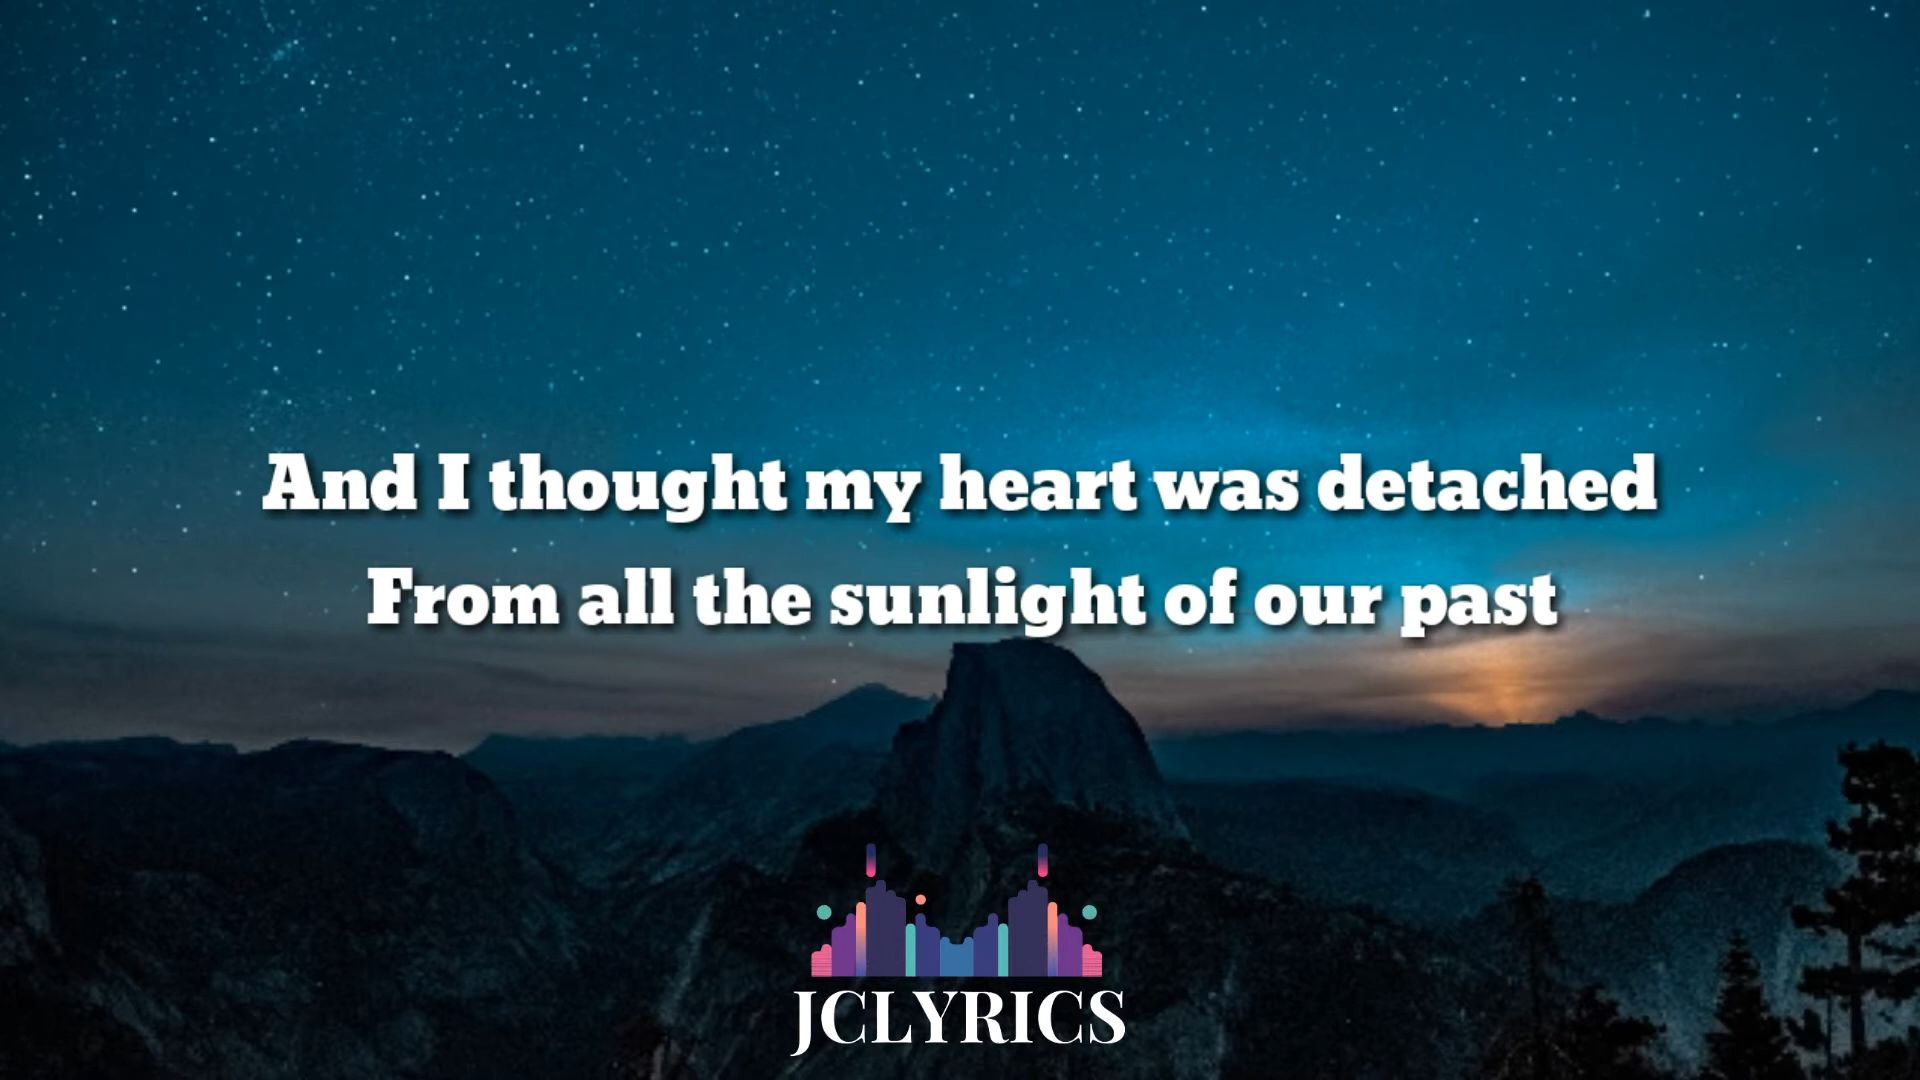 And I thought my heart was detached
From all the sunlight of our past
JCLYRICS